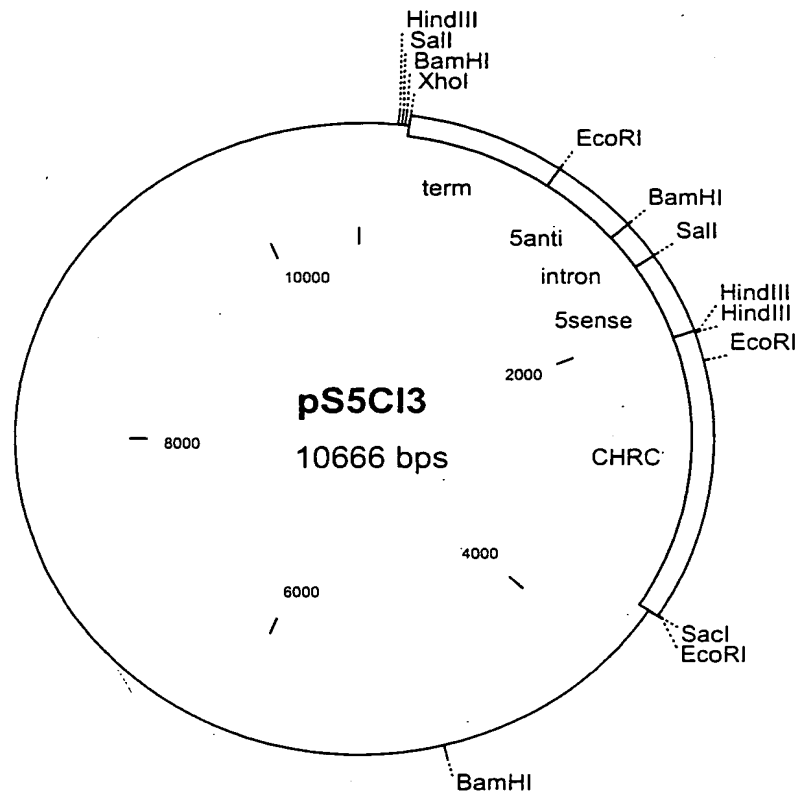 HindIII
SalI
BamHI
XhoI
EcoRI
term
BamHI
5anti
SalI
intron
10000
HindIII
5sense
HindIII
EcoRI
2000
pS5CI3
8000
10666 bps
CHRC
4000
6000
SacI
EcoRI
BamHI